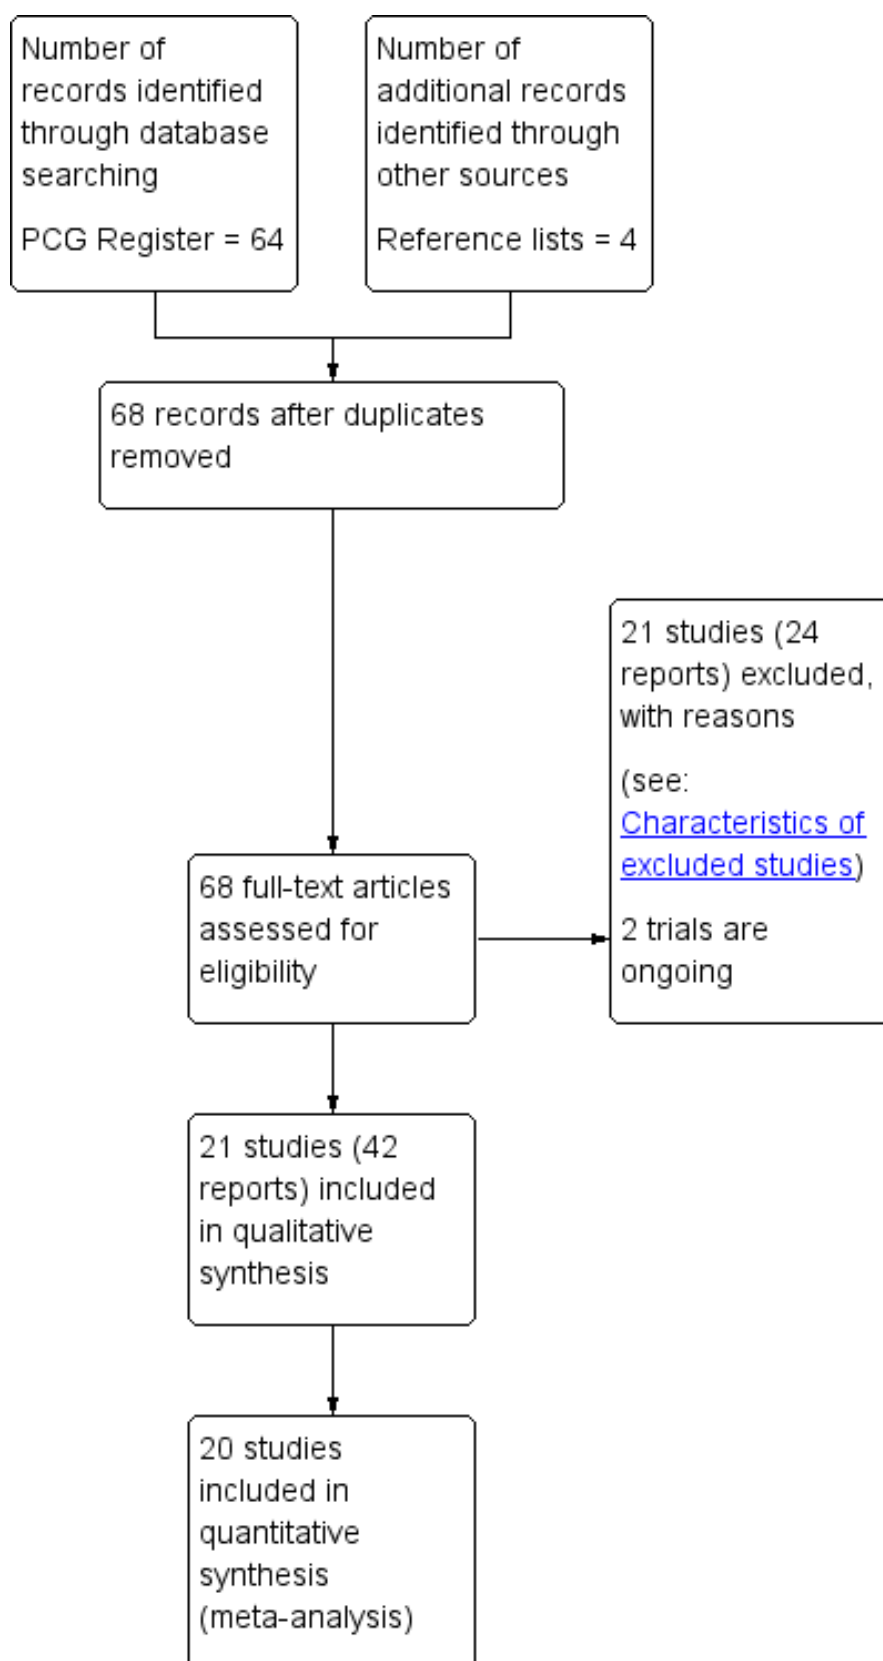 Number of
records identified
through database
searching
PCG Register = 64
Number of
additional records
identified through
other sources
Reference lists = 4
68 records after duplicates
removed
21 studies (24
reports) excluded,
with reasons
(see:
Characteristics of
excluded studies)
2 trials are
ongoing
68 full-text articles
assessed for
eligibility
21 studies (42
reports) included
in qualitative
synthesis
20 studies
included in
quantitative
synthesis
(meta-analysis)